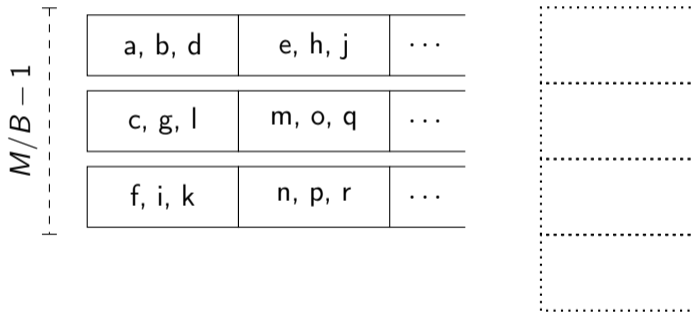 M/B − 1
a, b, d e, h, j ···
c, g, l m, o, q ···
f, i, k n, p, r ···